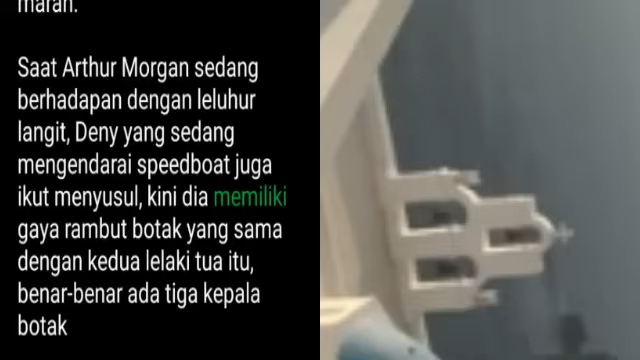 marah.
Saat Arthur Morgan sedang
berhadapan dengan leluhur
langit, Deny yang sedang
mengendarai speedboat juga
ikut menyusul, kini dia memiliki
gaya rambut botak yang sama
dengan kedua lelaki tua itu,
benar-benar ada tiga kepala
botak